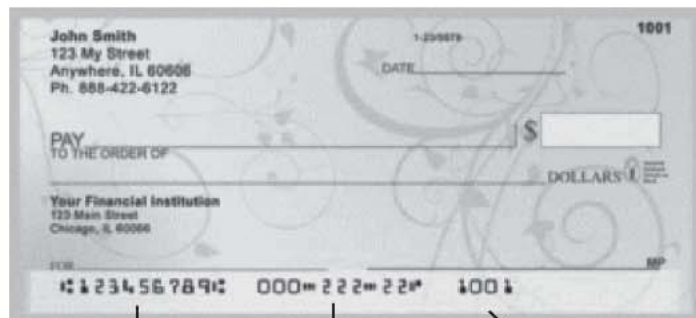 1001
John Smith
123 My Street
Anywhere, IL 60606
Ph. 888-422-6122
DATE
PAY
TO THE ORDER OF
$
DOLLARS
Your Financial Institution
123 Main Street
Chicago, IL 60066
FOR
MP
⑆123456789⑆ 000⑉222⑉22⑈ 1001